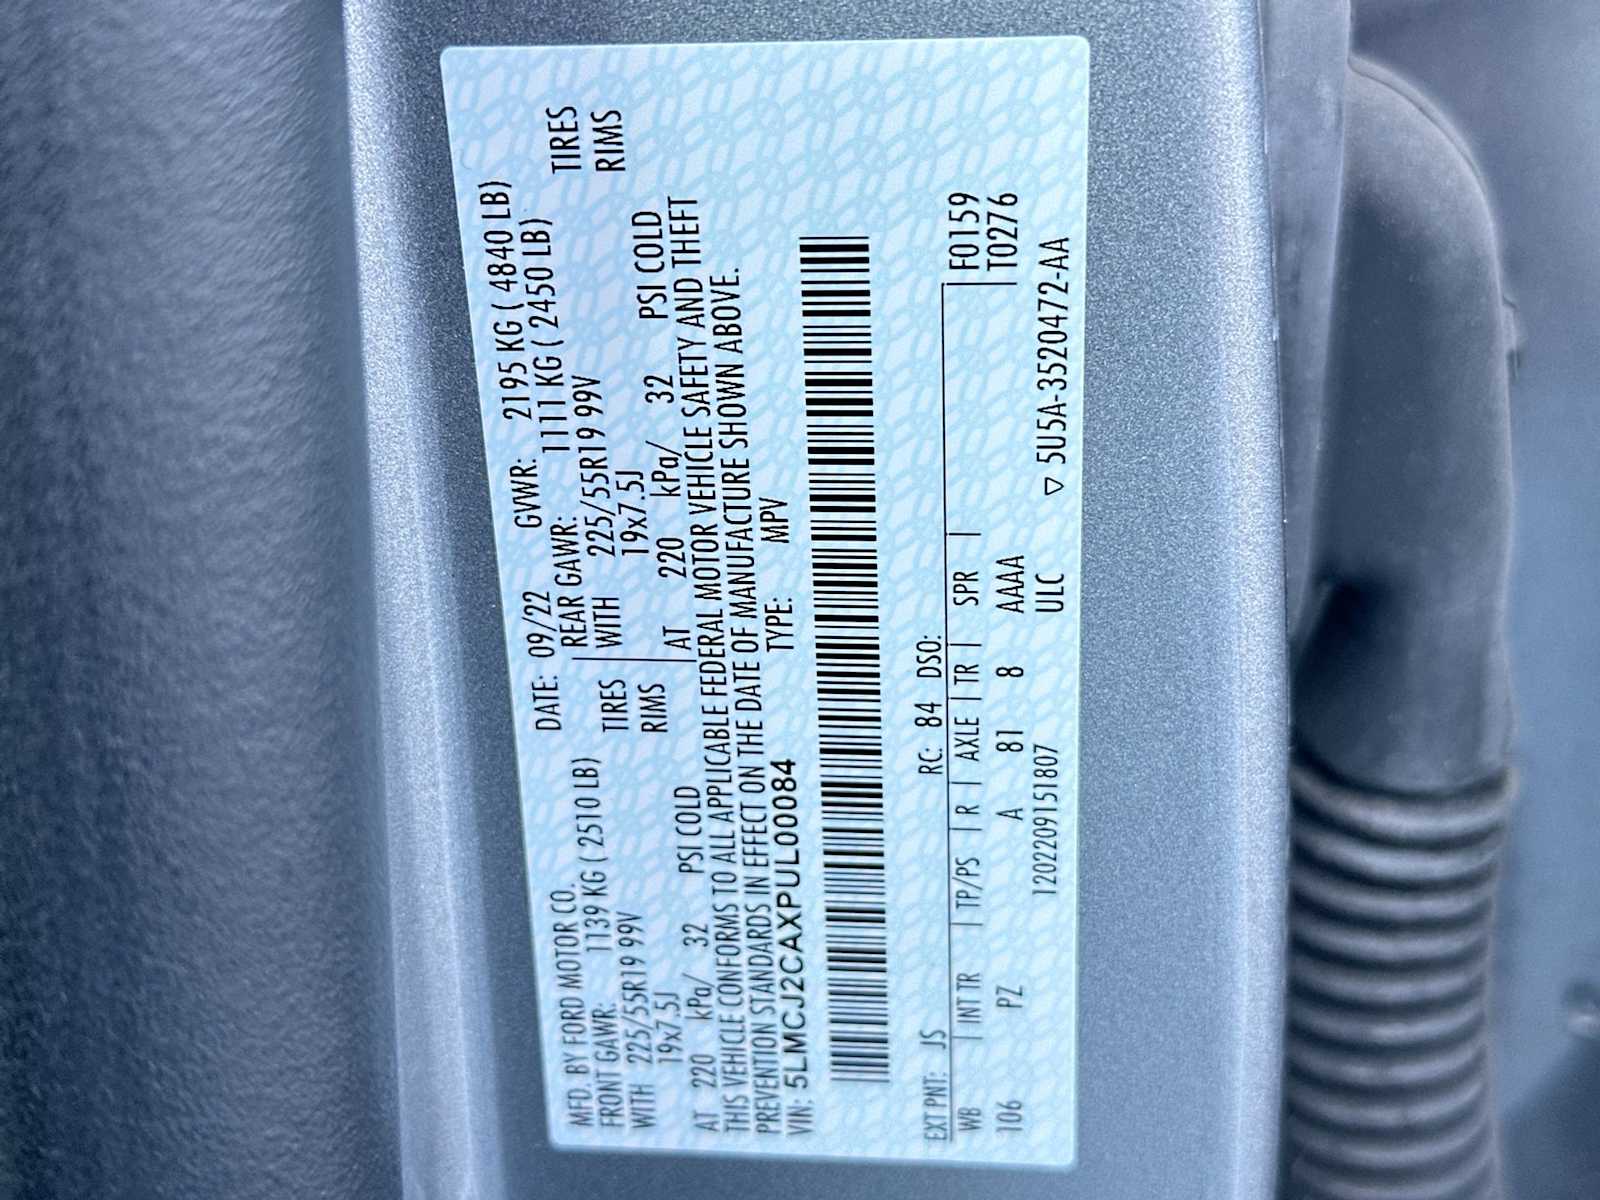 MFD. BY FORD MOTOR CO. DATE: 09/22 GVWR: 2195 KG ( 4840 LB)
FRONT GAWR: 1139 KG ( 2510 LB) REAR GAWR: 1111 KG ( 2450 LB)
WITH 225/55R19 99V TIRES WITH 225/55R19 99V TIRES
19x7.5J RIMS 19x7.5J RIMS
AT 220 kPa/ 32 PSI COLD AT 220 kPa/ 32 PSI COLD
THIS VEHICLE CONFORMS TO ALL APPLICABLE FEDERAL MOTOR VEHICLE SAFETY AND THEFT
PREVENTION STANDARDS IN EFFECT ON THE DATE OF MANUFACTURE SHOWN ABOVE.
VIN: 5LMCJ2CAXPUL00084 TYPE: MPV
EXT PNT: JS RC: 84 DSO: F0159
WB | INT TR | TP/PS | R | AXLE | TR | SPR | T0276
106 PZ A 81 8 AAAA
120220915180​7 ULC ▽ 5U5A-3520472-AA